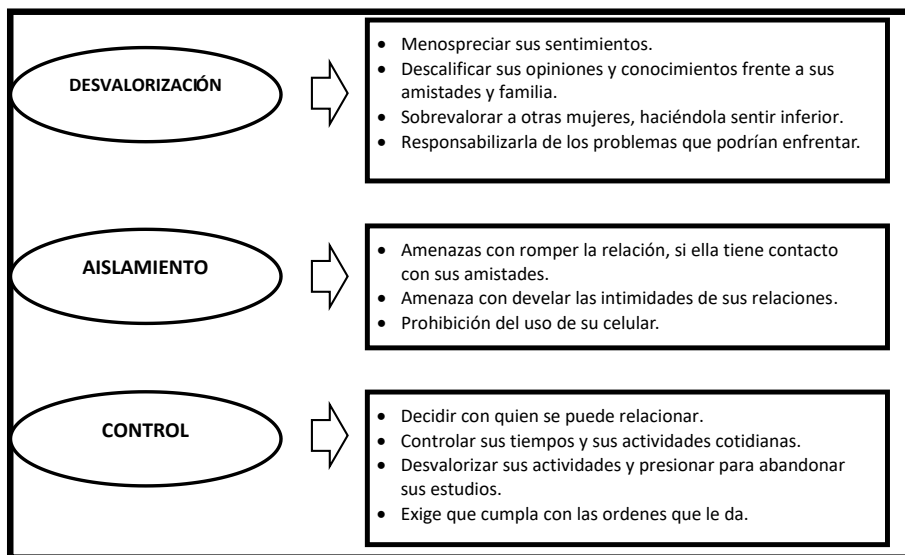 DESVALORIZACIÓN
• Menospreciar sus sentimientos.
• Descalificar sus opiniones y conocimientos frente a sus
amistades y familia.
• Sobrevalorar a otras mujeres, haciéndola sentir inferior.
• Responsabilizarla de los problemas que podrían enfrentar.
AISLAMIENTO
• Amenazas con romper la relación, si ella tiene contacto
con sus amistades.
• Amenaza con develar las intimidades de sus relaciones.
• Prohibición del uso de su celular.
CONTROL
• Decidir con quien se puede relacionar.
• Controlar sus tiempos y sus actividades cotidianas.
• Desvalorizar sus actividades y presionar para abandonar
sus estudios.
• Exige que cumpla con las ordenes que le da.